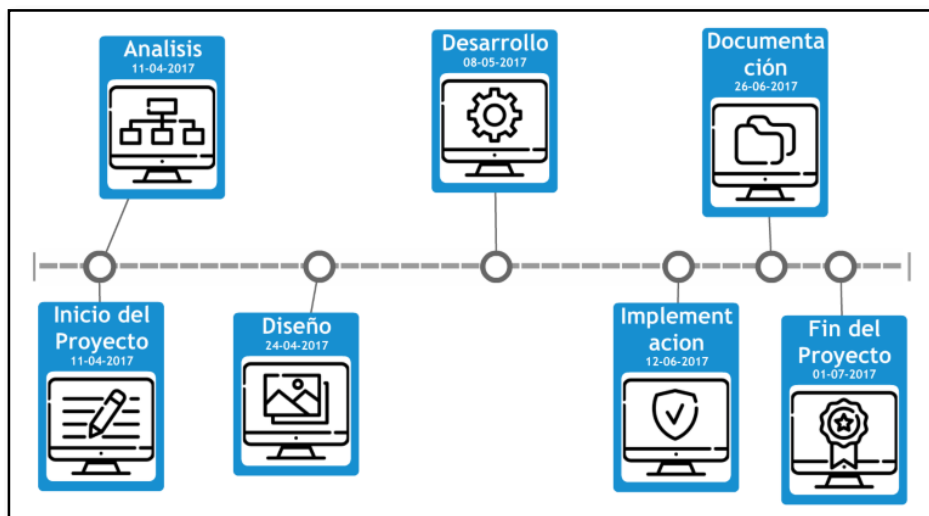 Analisis
11-04-2017
Desarrollo
08-05-2017
Documenta
ción
26-06-2017
Inicio del
Proyecto
11-04-2017
Diseño
24-04-2017
Implement
acion
12-06-2017
Fin del
Proyecto
01-07-2017